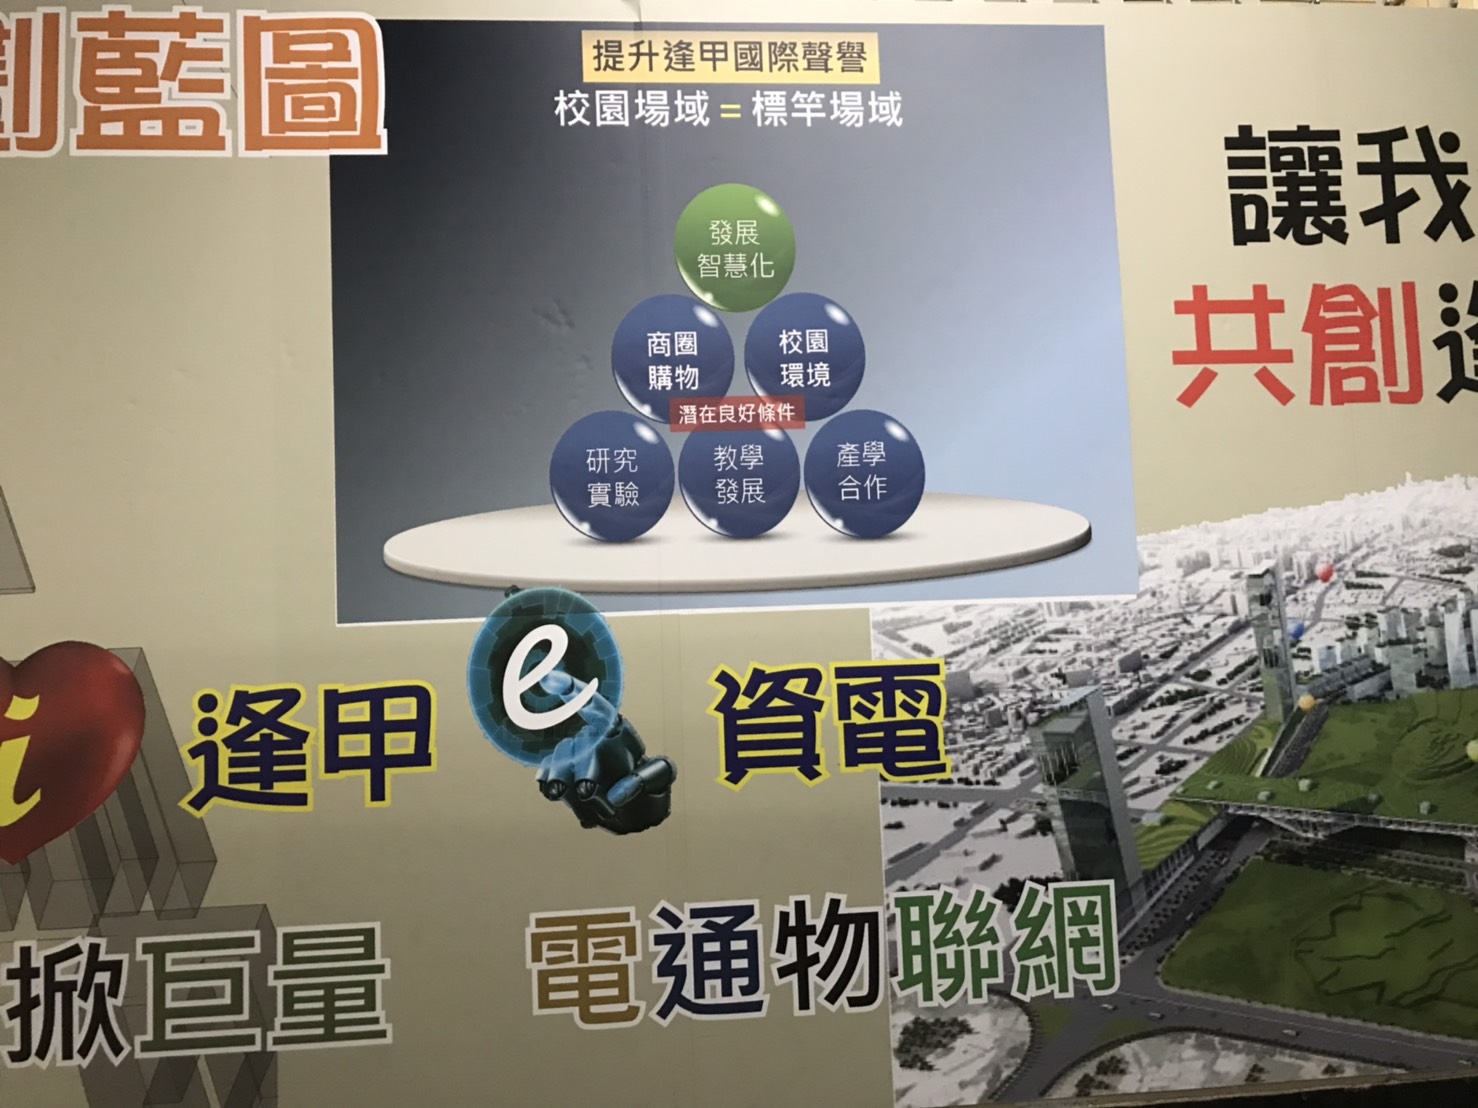 劃藍圖
提升逢甲國際聲譽
校園場域=標竿場域
發展
智慧化
商圈
購物
校園
環境
潛在良好條件
研究
實驗
教學
發展
產學
合作
讓我
共創逢
i 逢甲 e 資電
掀巨量 電通物聯網